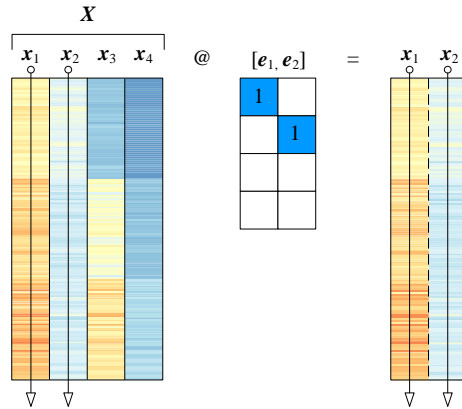 X
x₁ x₂ x₃ x₄ @ [e₁, e₂] = x₁ x₂
1
1